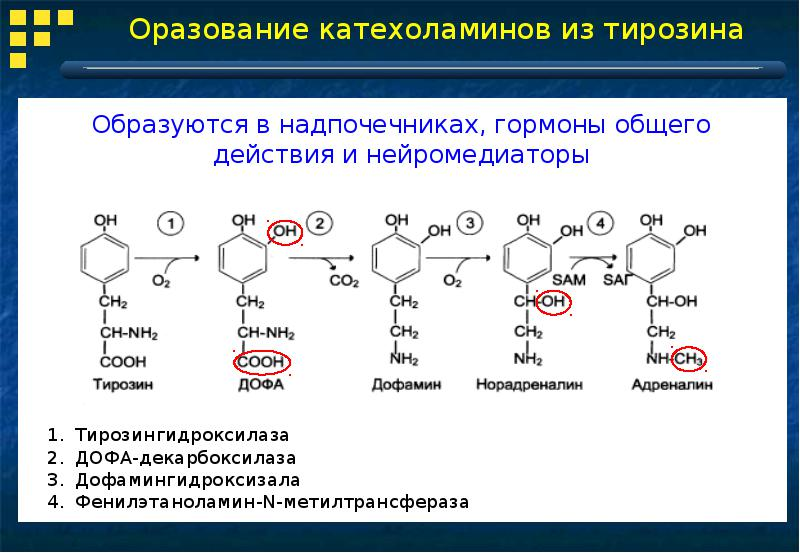 Оразование катехоламинов из тирозина
Образуются в надпочечниках, гормоны общего
действия и нейромедиаторы
OH 1 OH OH 2 OH OH 3 OH OH 4 OH OH
O₂ CO₂ O₂ SAM SAГ
CH₂ CH₂ CH₂ CH-OH CH-OH
CH-NH₂ CH-NH₂ CH₂ CH₂ CH₂
COOH COOH NH₂ NH₂ NH-CH₃
Тирозин ДОФА Дофамин Норадреналин Адреналин
1. Тирозингидроксилаза
2. ДОФА-декарбоксилаза
3. Дофамингидроксизала
4. Фенилэтаноламин-N-метилтрансфераза